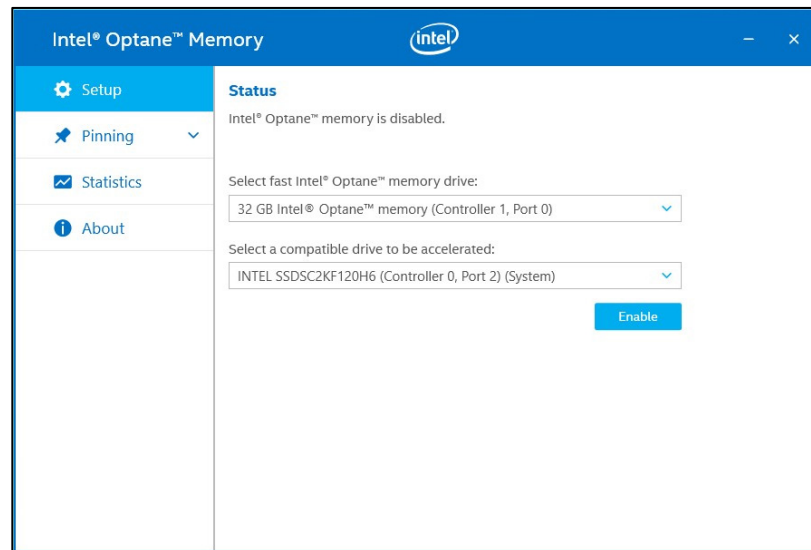 Intel® Optane™ Memory
intel
Setup
Pinning
Statistics
About
Status
Intel® Optane™ memory is disabled.
Select fast Intel® Optane™ memory drive:
32 GB Intel® Optane™ memory (Controller 1, Port 0)
Select a compatible drive to be accelerated:
INTEL SSDSC2KF120H6 (Controller 0, Port 2) (System)
Enable